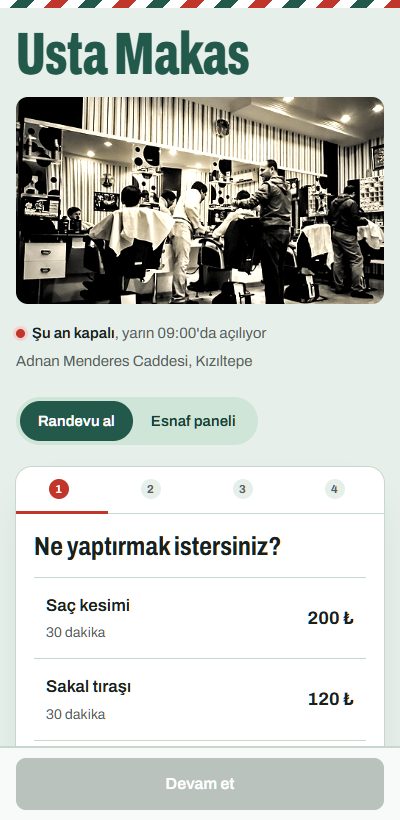 Usta Makas
Şu an kapalı, yarın 09:00'da açılıyor
Adnan Menderes Caddesi, Kızıltepe
Randevu al
Esnaf paneli
1
2
3
4
Ne yaptırmak istersiniz?
Saç kesimi
200 ₺
30 dakika
Sakal tıraşı
120 ₺
30 dakika
Devam et